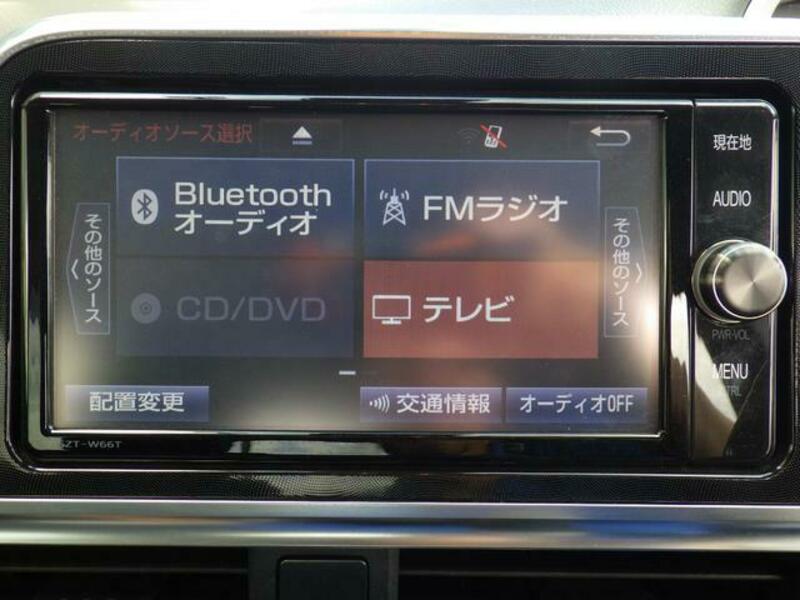 オーディオソース選択
Bluetooth
オーディオ
FMラジオ
その他のソース
その他のソース
CD/DVD
テレビ
配置変更
交通情報
オーディオOFF
現在地
AUDIO
PWR-VOL
MENU
SZT-W66T